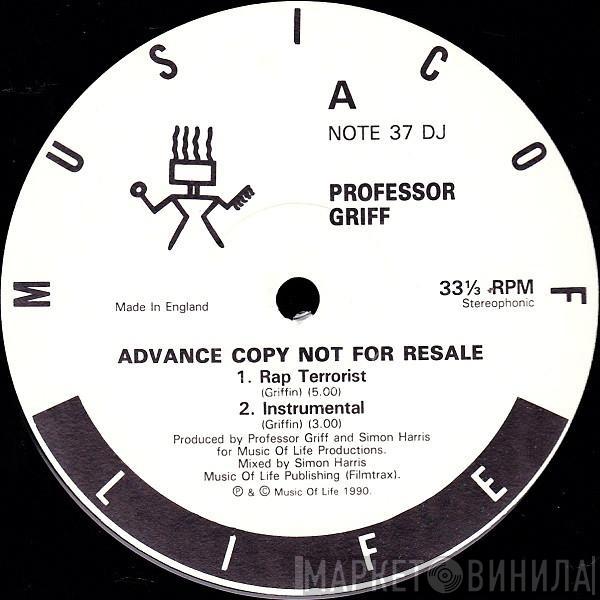 MUSIC OF
A
NOTE 37 DJ
PROFESSOR
GRIFF
33⅓ RPM
Stereophonic
Made In England
ADVANCE COPY NOT FOR RESALE
1. Rap Terrorist
(Griffin) (5.00)
2. Instrumental
(Griffin) (3.00)
Produced by Professor Griff and Simon Harris
for Music Of Life Productions.
Mixed by Simon Harris
Music Of Life Publishing (Filmtrax).
℗ & © Music Of Life 1990.
LIFE
МАРКЕТ ВИНИЛА